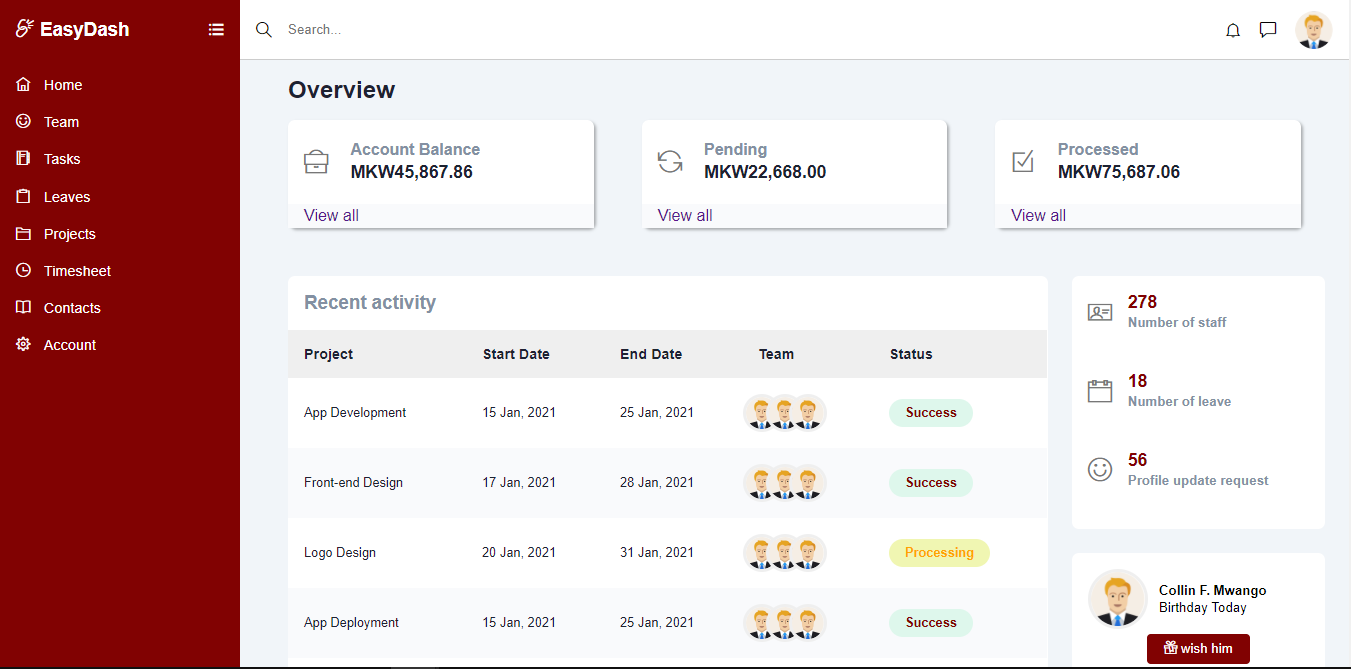 EasyDash
Search...
Home
Team
Tasks
Leaves
Projects
Timesheet
Contacts
Account
Overview
Account Balance
MKW45,867.86
View all
Pending
MKW22,668.00
View all
Processed
MKW75,687.06
View all
Recent activity
Project Start Date End Date Team Status
App Development 15 Jan, 2021 25 Jan, 2021 Success
Front-end Design 17 Jan, 2021 28 Jan, 2021 Success
Logo Design 20 Jan, 2021 31 Jan, 2021 Processing
App Deployment 15 Jan, 2021 25 Jan, 2021 Success
278
Number of staff
18
Number of leave
56
Profile update request
Collin F. Mwango
Birthday Today
wish him